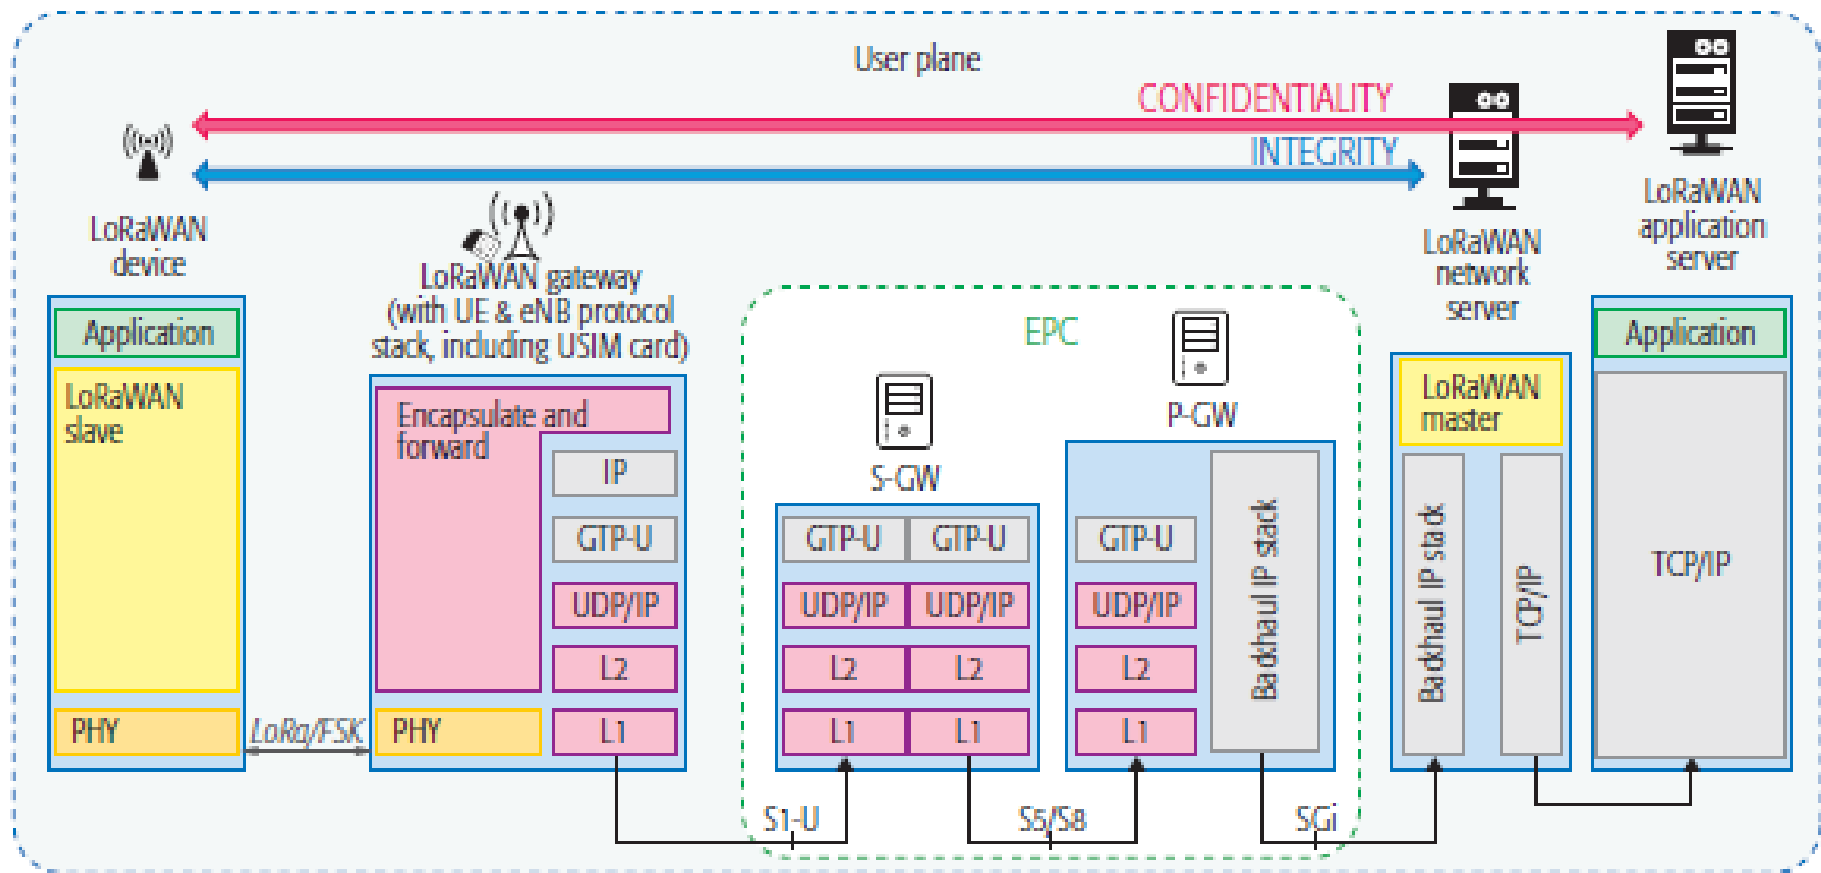 User plane
CONFIDENTIALITY
INTEGRITY
LoRaWAN
device
LoRaWAN gateway
(with UE & eNB protocol
stack, including USIM card)
LoRaWAN
network
server
LoRaWAN
application
server
EPC
S-GW
P-GW
Application
LoRaWAN
slave
PHY
LoRa/FSK
Encapsulate and
forward
IP
GTP-U
UDP/IP
L2
PHY
L1
GTP-U
GTP-U
UDP/IP
UDP/IP
L2
L2
L1
L1
GTP-U
UDP/IP
L2
L1
Backhaul IP stack
LoRaWAN
master
Backhaul IP stack
TCP/IP
Application
TCP/IP
S1-U
S5/S8
SGi